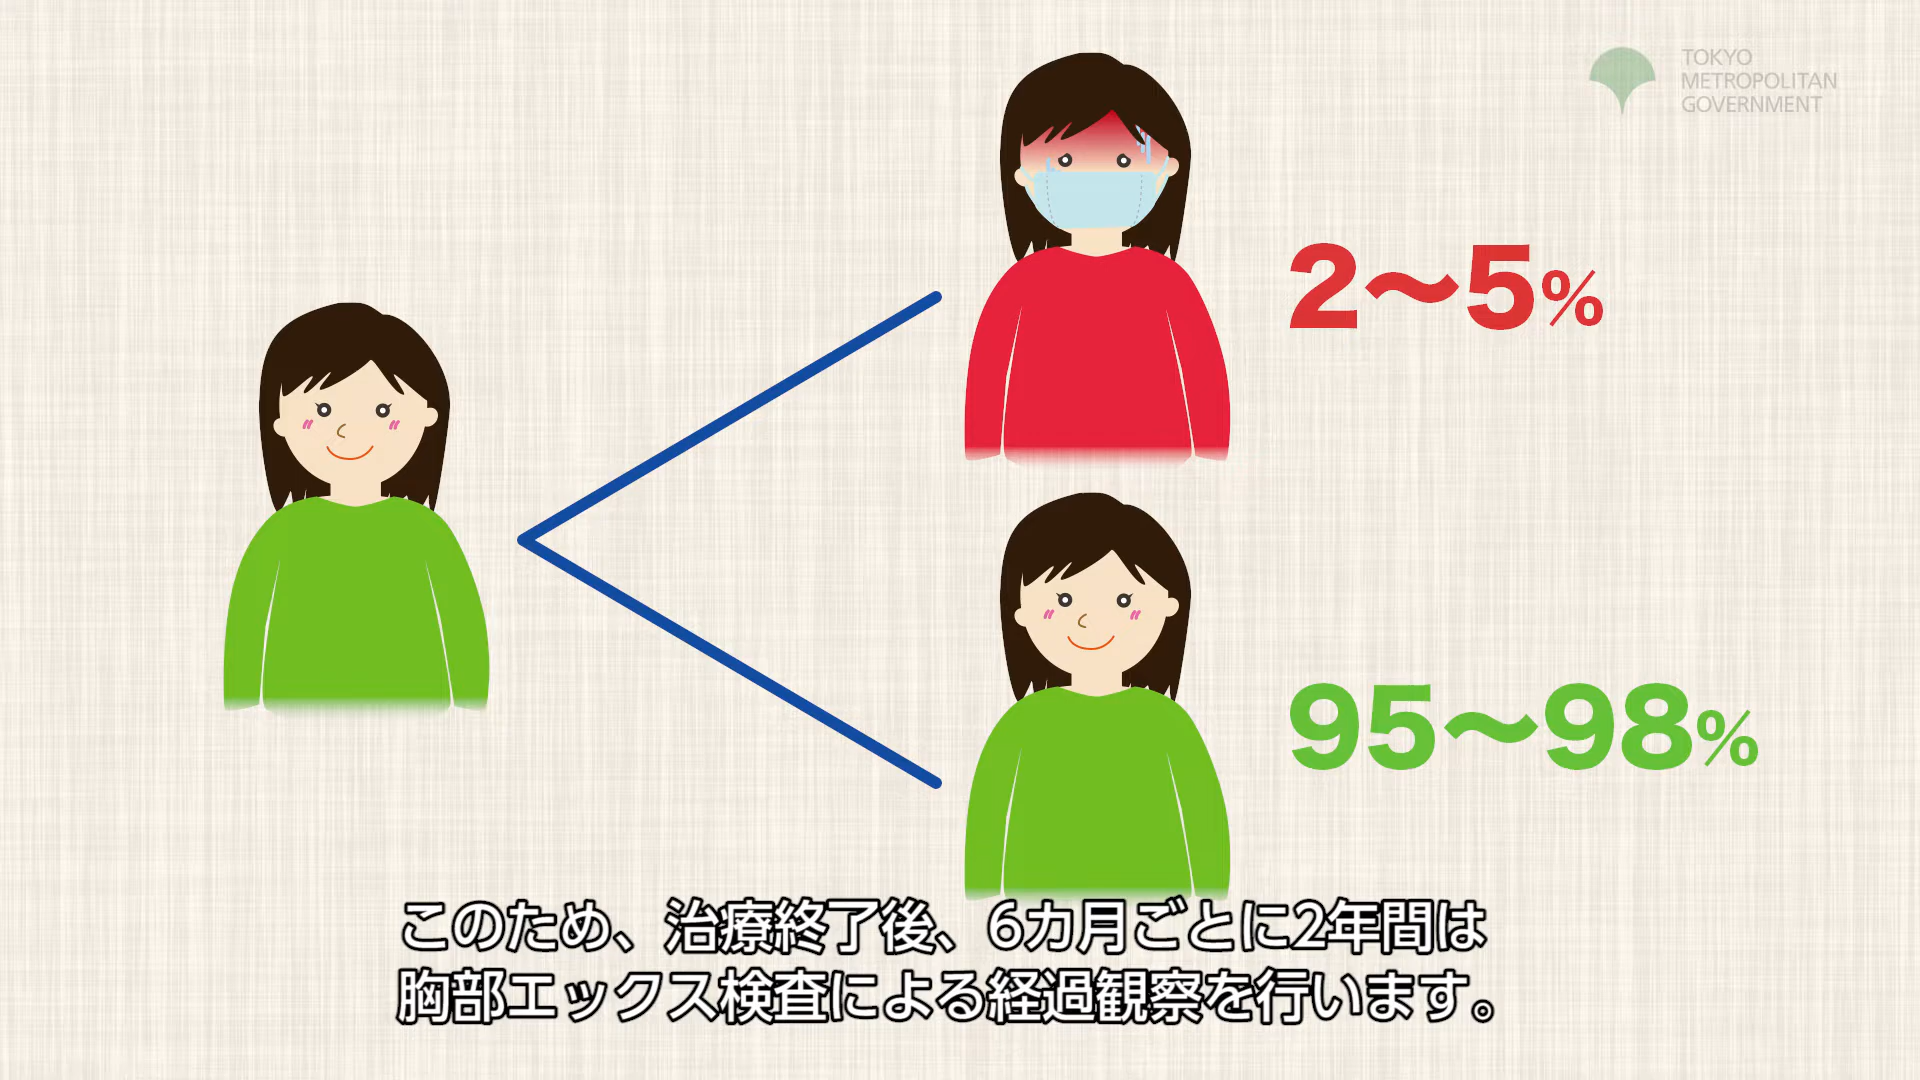 TOKYO
METROPOLITAN
GOVERNMENT
2〜5%
95〜98%
このため、治療終了後、6カ月ごとに2年間は
胸部エックス検査による経過観察を行います。